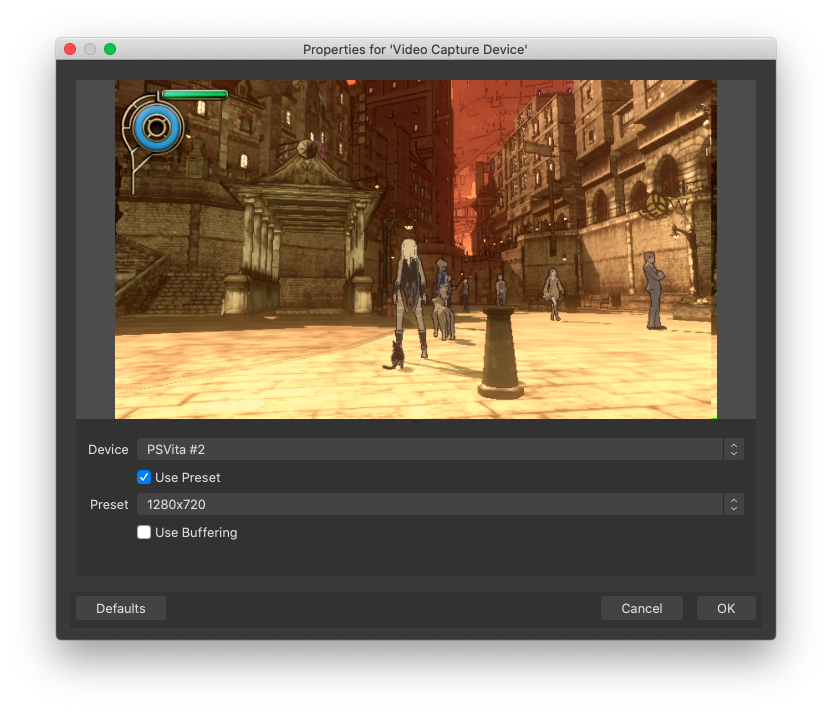 Properties for 'Video Capture Device'
Device PSVita #2
Use Preset
Preset 1280x720
Use Buffering
Defaults Cancel OK